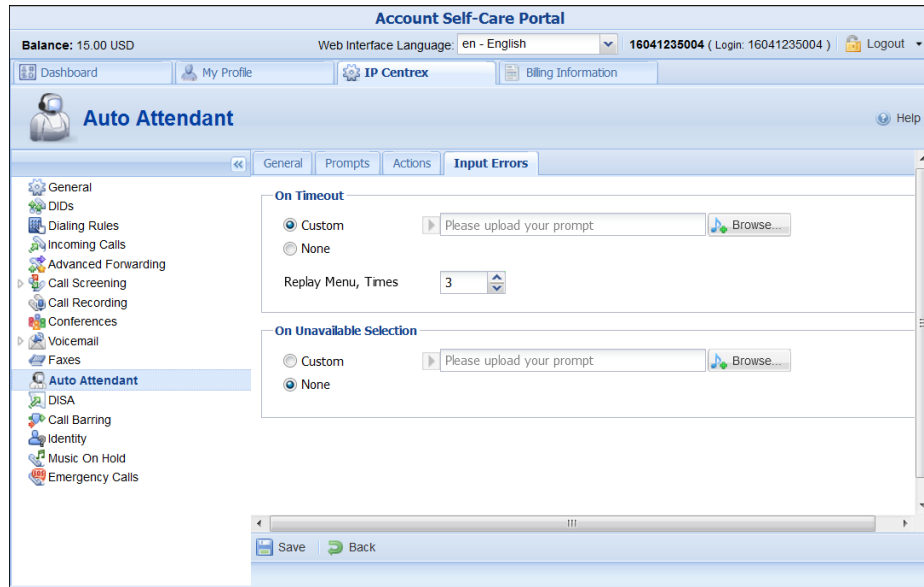 Account Self-Care Portal
Balance: 15.00 USD Web Interface Language: en - English 16041235004 ( Login: 16041235004 ) Logout
Dashboard My Profile IP Centrex Billing Information
Auto Attendant Help
General Prompts Actions Input Errors
General
DIDs
Dialing Rules
Incoming Calls
Advanced Forwarding
Call Screening
Call Recording
Conferences
Voicemail
Faxes
Auto Attendant
DISA
Call Barring
Identity
Music On Hold
Emergency Calls
On Timeout
Custom Please upload your prompt Browse...
None
Replay Menu, Times 3
On Unavailable Selection
Custom Please upload your prompt Browse...
None
Save Back